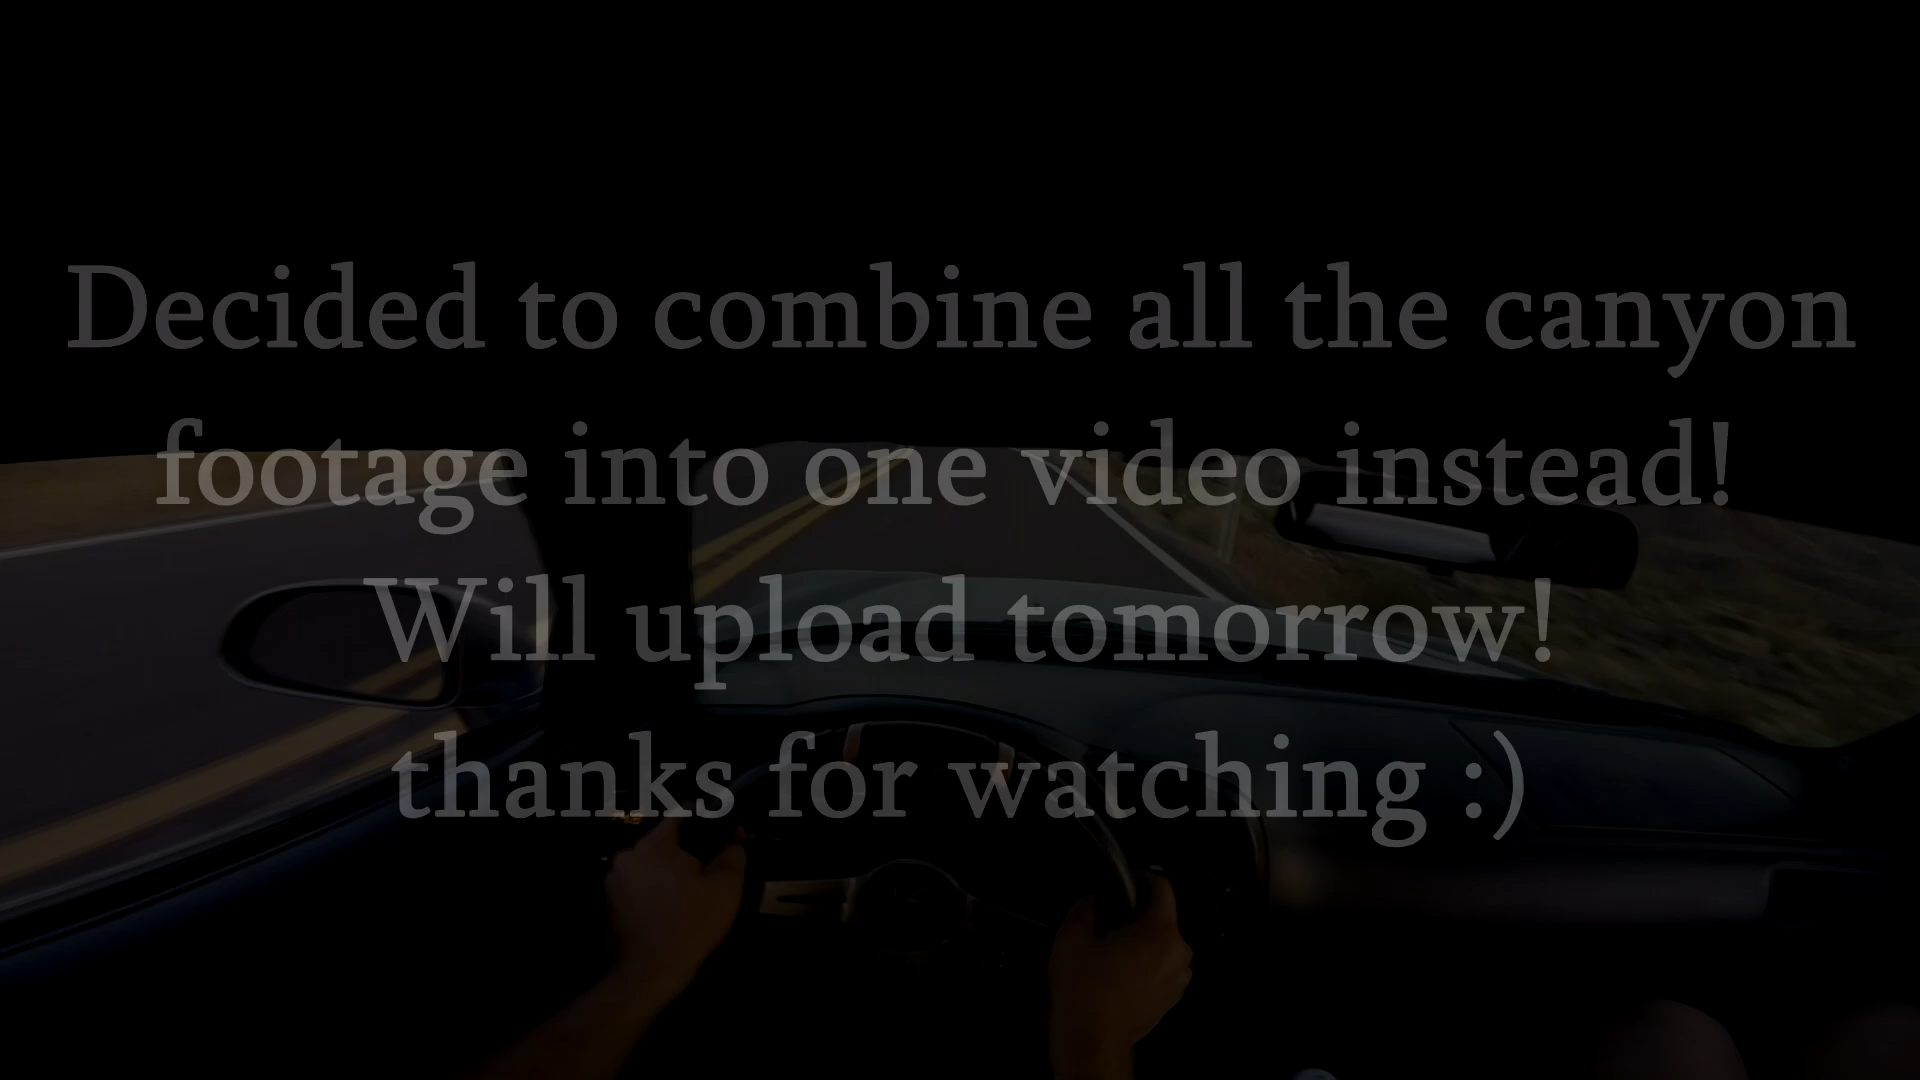 Decided to combine all the canyon
footage into one video instead!
Will upload tomorrow!
thanks for watching :)